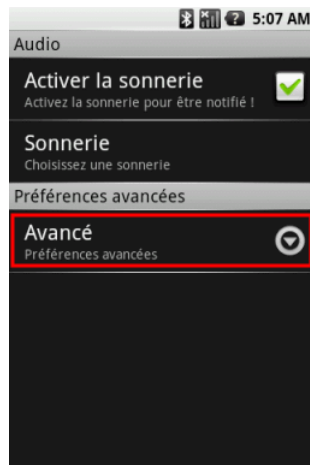 5:07 AM
Audio
Activer la sonnerie
Activez la sonnerie pour être notifié !
Sonnerie
Choisissez une sonnerie
Préférences avancées
Avancé
Préférences avancées